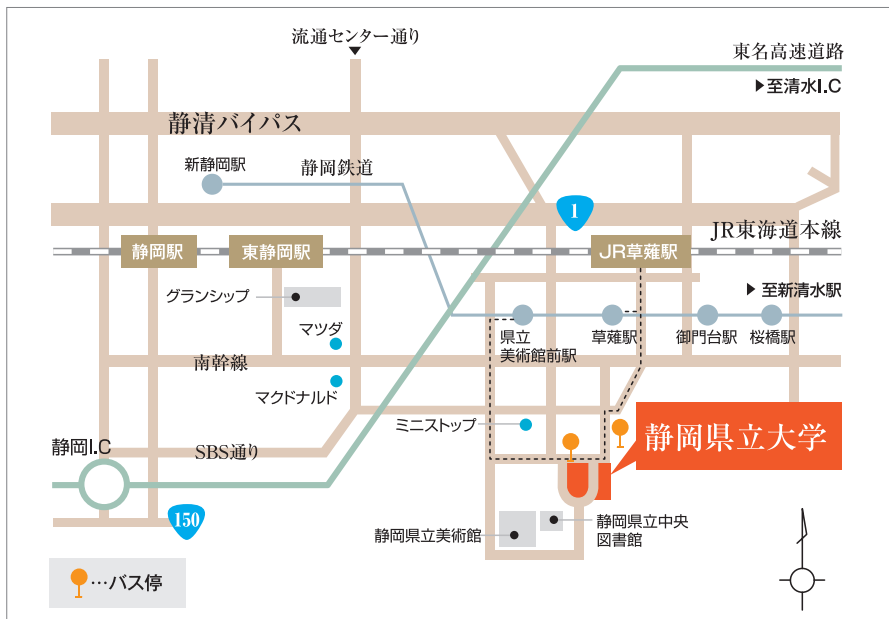 流通センター通り
東名高速道路
▶至清水I.C
静清バイパス
新静岡駅
静岡鉄道
1
JR東海道本線
静岡駅
東静岡駅
JR草薙駅
グランシップ
▶至新清水駅
マツダ
県立
美術館前駅
草薙駅
御門台駅
桜橋駅
南幹線
マクドナルド
ミニストップ
静岡県立大学
静岡I.C
SBS通り
150
静岡県立美術館
静岡県立中央
図書館
…バス停